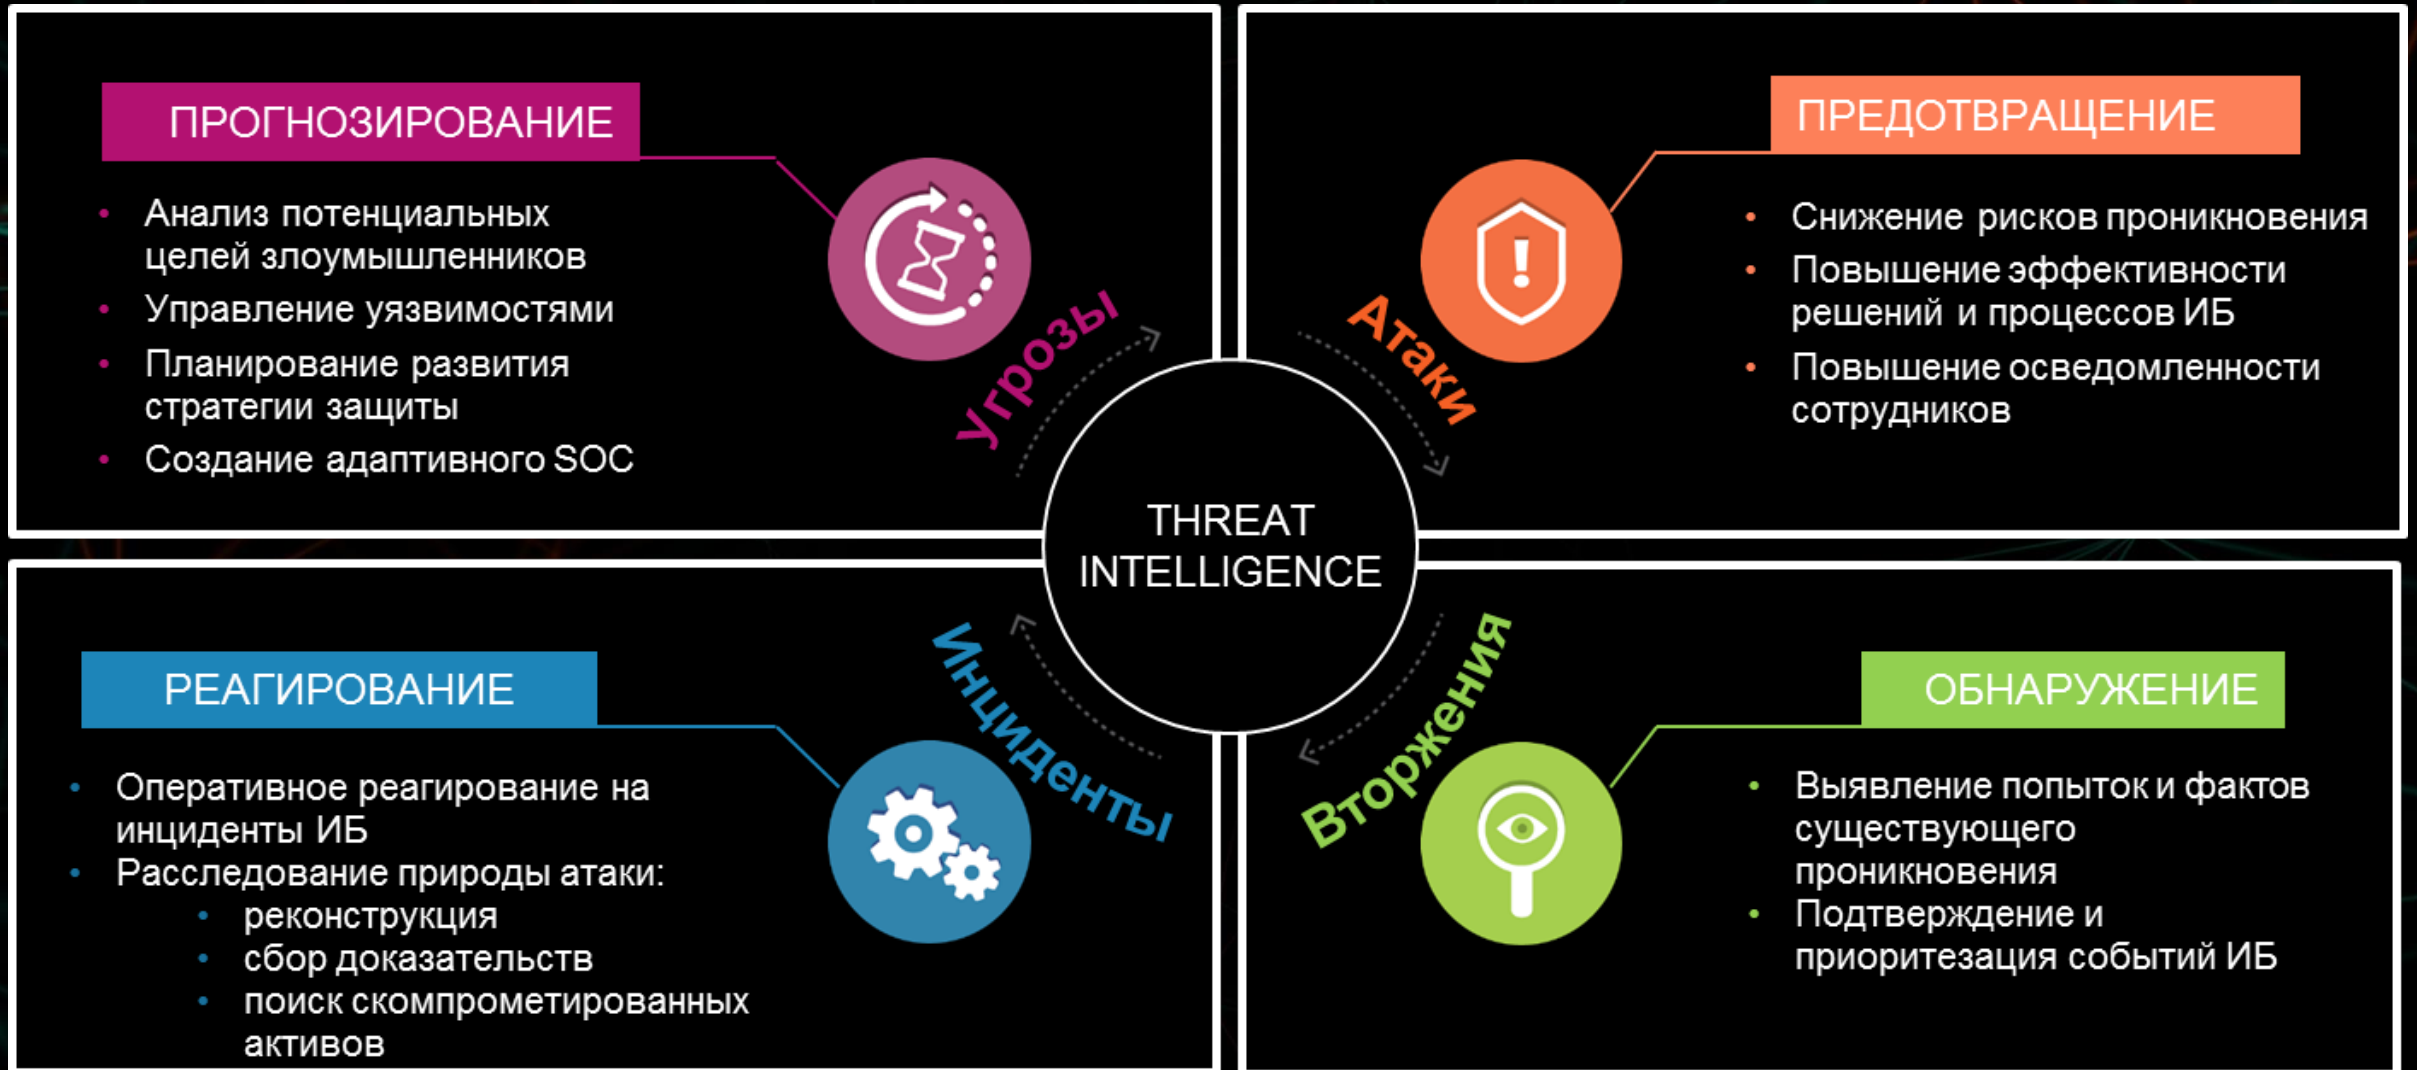 ПРОГНОЗИРОВАНИЕ
• Анализ потенциальных
целей злоумышленников
• Управление уязвимостями
• Планирование развития
стратегии защиты
• Создание адаптивного SOC
Угрозы
ПРЕДОТВРАЩЕНИЕ
• Снижение рисков проникновения
• Повышение эффективности
решений и процессов ИБ
• Повышение осведомленности
сотрудников
Атаки
THREAT
INTELLIGENCE
РЕАГИРОВАНИЕ
• Оперативное реагирование на
инциденты ИБ
• Расследование природы атаки:
• реконструкция
• сбор доказательств
• поиск скомпрометированных
активов
Инциденты
ОБНАРУЖЕНИЕ
• Выявление попыток и фактов
существующего
проникновения
• Подтверждение и
приоритезация событий ИБ
Вторжения